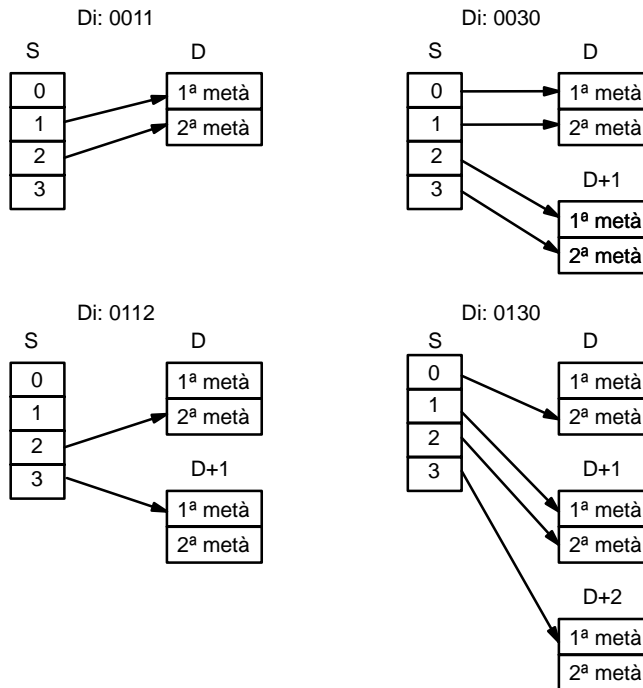 Di: 0011
S D
0 1ª metà
1 2ª metà
2
3
Di: 0030
S D
0 1ª metà
1 2ª metà
2
3
D+1
1ª metà
2ª metà
Di: 0112
S D
0 1ª metà
1 2ª metà
2
3
D+1
1ª metà
2ª metà
Di: 0130
S D
0 1ª metà
1 2ª metà
2
3
D+1
1ª metà
2ª metà
D+2
1ª metà
2ª metà